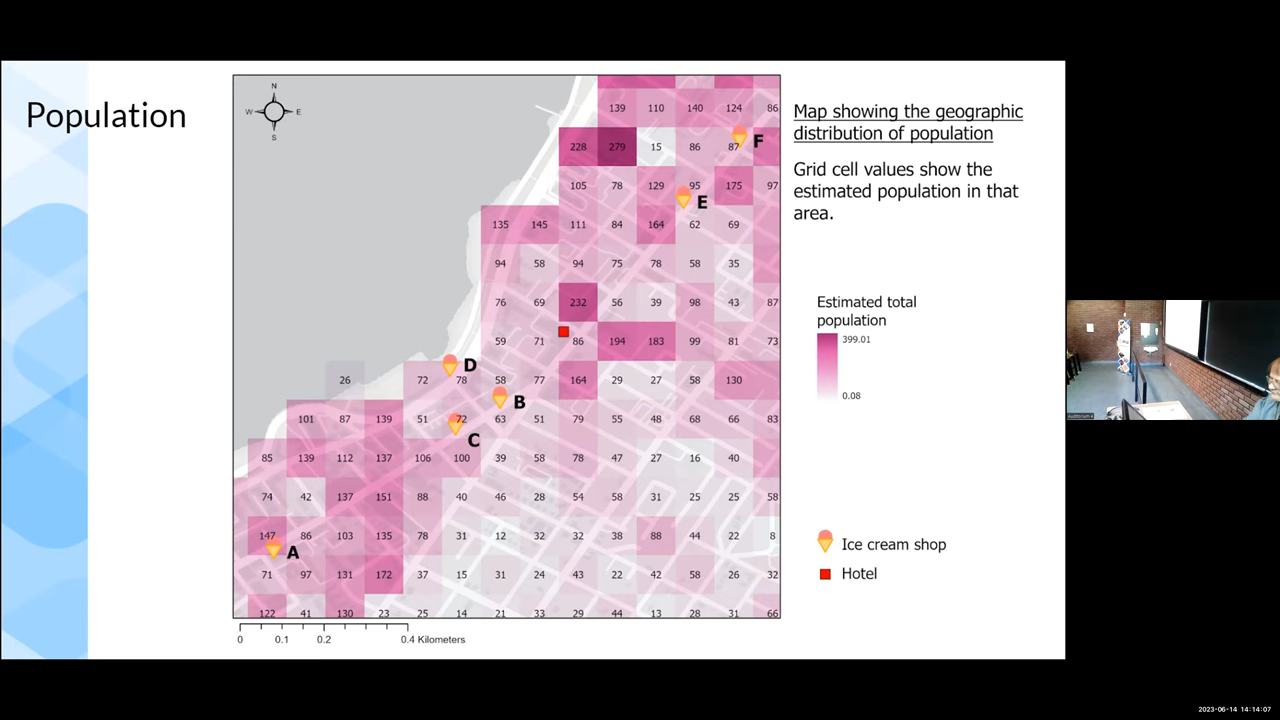 Population
N
W E
S
Map showing the geographic
distribution of population
Grid cell values show the
estimated population in that
area.
139 110 140 124 86
228 279 15 86 87 F
105 78 129 95 175 97
E
135 145 111 84 164 62 69
94 58 94 75 78 58 35
76 69 232 56 39 98 43 87
59 71 86 194 183 99 81 73
D
26 72 78 58 77 164 29 27 58 130
B
101 87 139 51 72 63 51 79 55 48 68 66 83
C
85 139 112 137 106 100 39 58 78 47 27 16 40
74 42 137 151 88 40 46 28 54 58 31 25 25 58
147 86 103 135 78 31 12 32 32 38 88 44 22 8
A
71 97 131 172 37 15 31 24 43 22 42 58 26 32
122 41 130 23 25 14 21 33 29 44 13 28 31 66
Estimated total
population
399.01
0.08
Ice cream shop
Hotel
0 0.1 0.2 0.4 Kilometers
2023-06-14 14:14:07